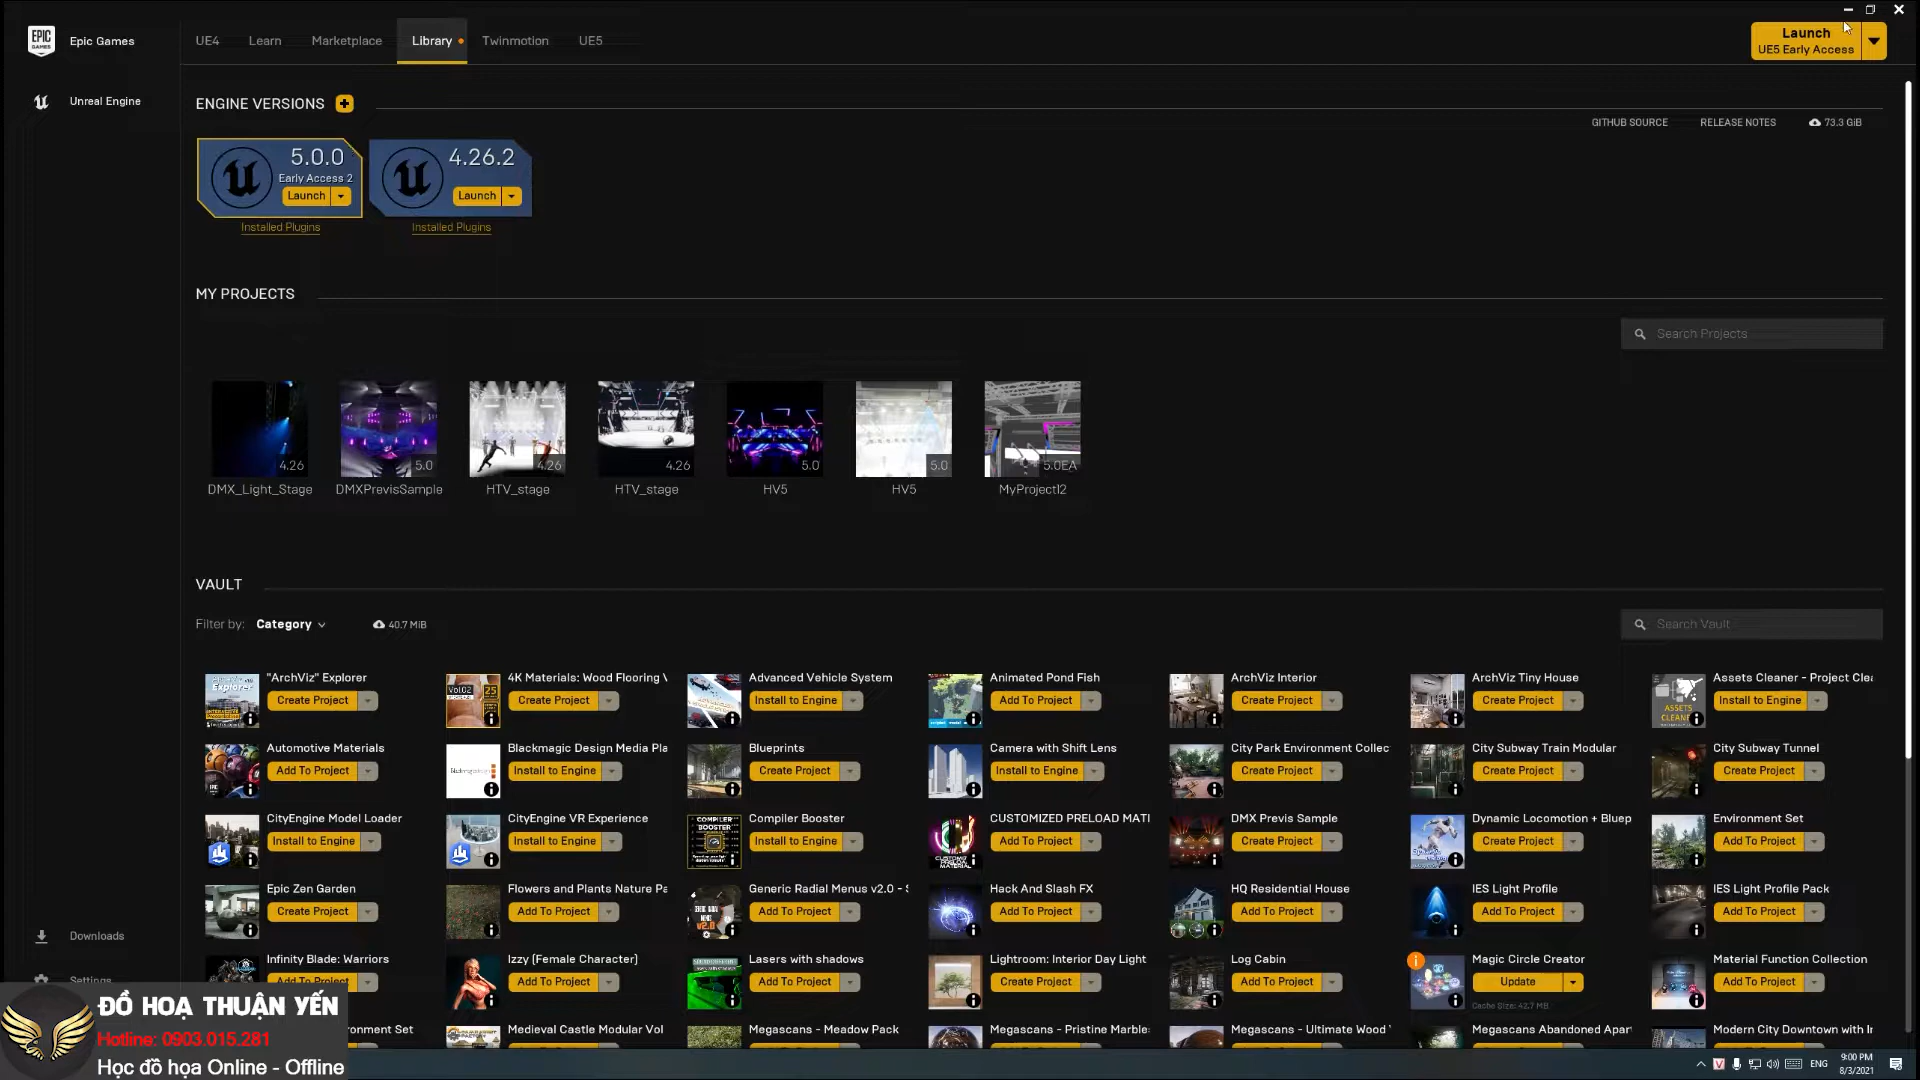 EPIC GAMES
Epic Games
UE4
Learn
Marketplace
Library
Twinmotion
UE5
Launch
UE5 Early Access
Unreal Engine
ENGINE VERSIONS
GITHUB SOURCE
RELEASE NOTES
73.3 GiB
5.0.0
Early Access 2
Launch
Installed Plugins
4.26.2
Launch
Installed Plugins
MY PROJECTS
Search Projects
4.26
DMX_Light_Stage
5.0
DMXPrevisSample
4.26
HTV_stage
4.26
HTV_stage
5.0
HV5
5.0
HV5
5.0EA
MyProject12
VAULT
Filter by: Category
40.7 MiB
Search Vault
"ArchViz" Explorer
Create Project
4K Materials: Wood Flooring V
Create Project
Advanced Vehicle System
Install to Engine
Animated Pond Fish
Add To Project
ArchViz Interior
Create Project
ArchViz Tiny House
Create Project
Assets Cleaner - Project Clea
Install to Engine
Automotive Materials
Add To Project
Blackmagic Design Media Pla
Install to Engine
Blueprints
Create Project
Camera with Shift Lens
Install to Engine
City Park Environment Collec
Create Project
City Subway Train Modular
Create Project
City Subway Tunnel
Create Project
CityEngine Model Loader
Install to Engine
CityEngine VR Experience
Install to Engine
COMPILER BOOSTER
Compiler Booster
Install to Engine
CUSTOMIZED PRELOAD MATI
Add To Project
DMX Previs Sample
Create Project
Dynamic Locomotion + Bluep
Create Project
Environment Set
Add To Project
Epic Zen Garden
Create Project
Flowers and Plants Nature Pa
Add To Project
Generic Radial Menus v2.0 - S
Add To Project
Hack And Slash FX
Add To Project
HQ Residential House
Add To Project
IES Light Profile
Add To Project
IES Light Profile Pack
Add To Project
Infinity Blade: Warriors
Add To Project
Izzy [Female Character]
Add To Project
Lasers with shadows
Add To Project
Lightroom: Interior Day Light
Create Project
Log Cabin
Add To Project
Magic Circle Creator
Update
Cache Size: 42.7 MB
Material Function Collection
Add To Project
ronment Set
Medieval Castle Modular Vol
Megascans - Meadow Pack
Megascans - Pristine Marble
Megascans - Ultimate Wood
Megascans Abandoned Apar
Modern City Downtown with In
Downloads
Settings
ĐỒ HOẠ THUẬN YẾN
Hotline: 0903.015.281
Học đồ họa Online - Offline
ENG
9:00 PM
8/3/2021